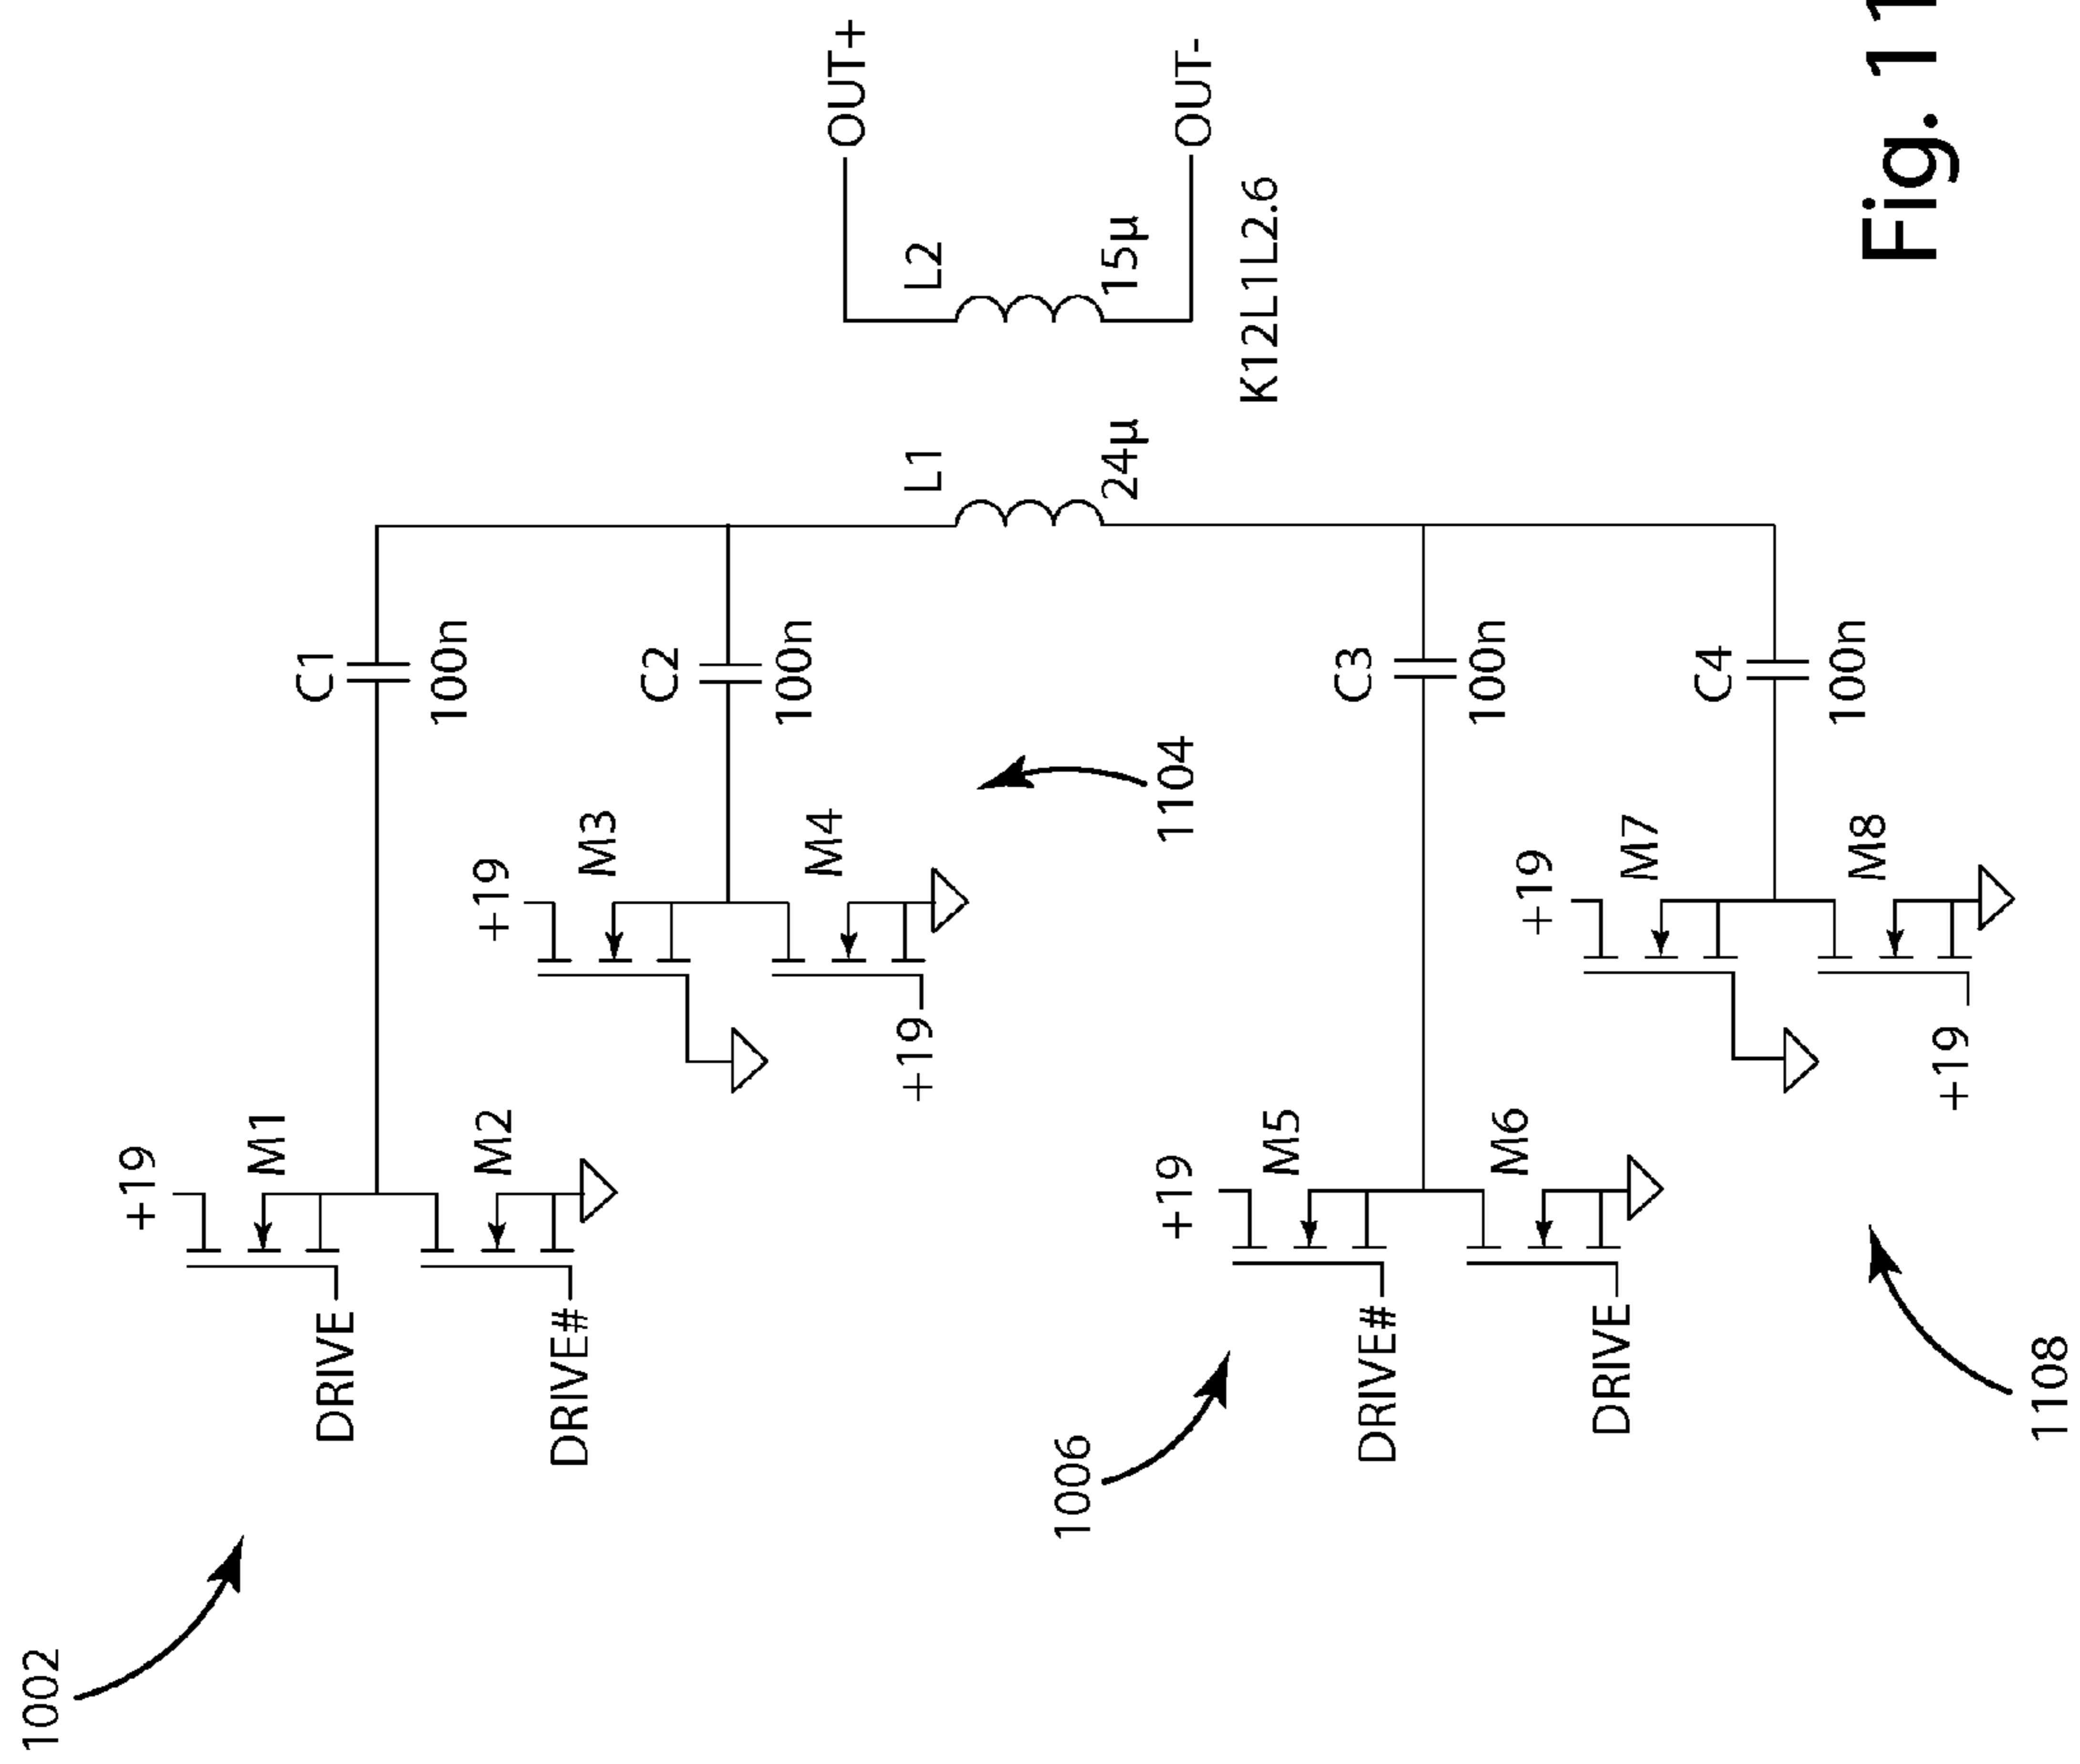 1002
+19
M1
DRIVE
M2
DRIVE#
C1
100n
+19
M3
M4
+19
C2
100n
1104
L1
24µ
L2
15µ
OUT+
OUT-
K12L1L2.6
1006
+19
M5
DRIVE#
M6
DRIVE
C3
100n
+19
M7
M8
+19
C4
100n
1108
Fig. 11